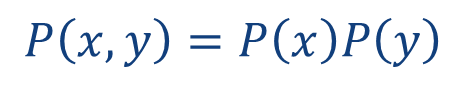 P(x, y) = P(x)P(y)